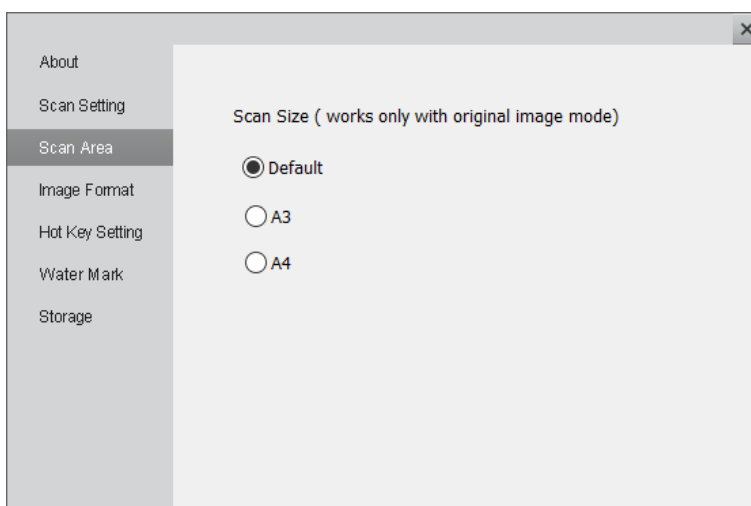 About
Scan Setting
Scan Area
Image Format
Hot Key Setting
Water Mark
Storage
Scan Size ( works only with original image mode)
Default
A3
A4